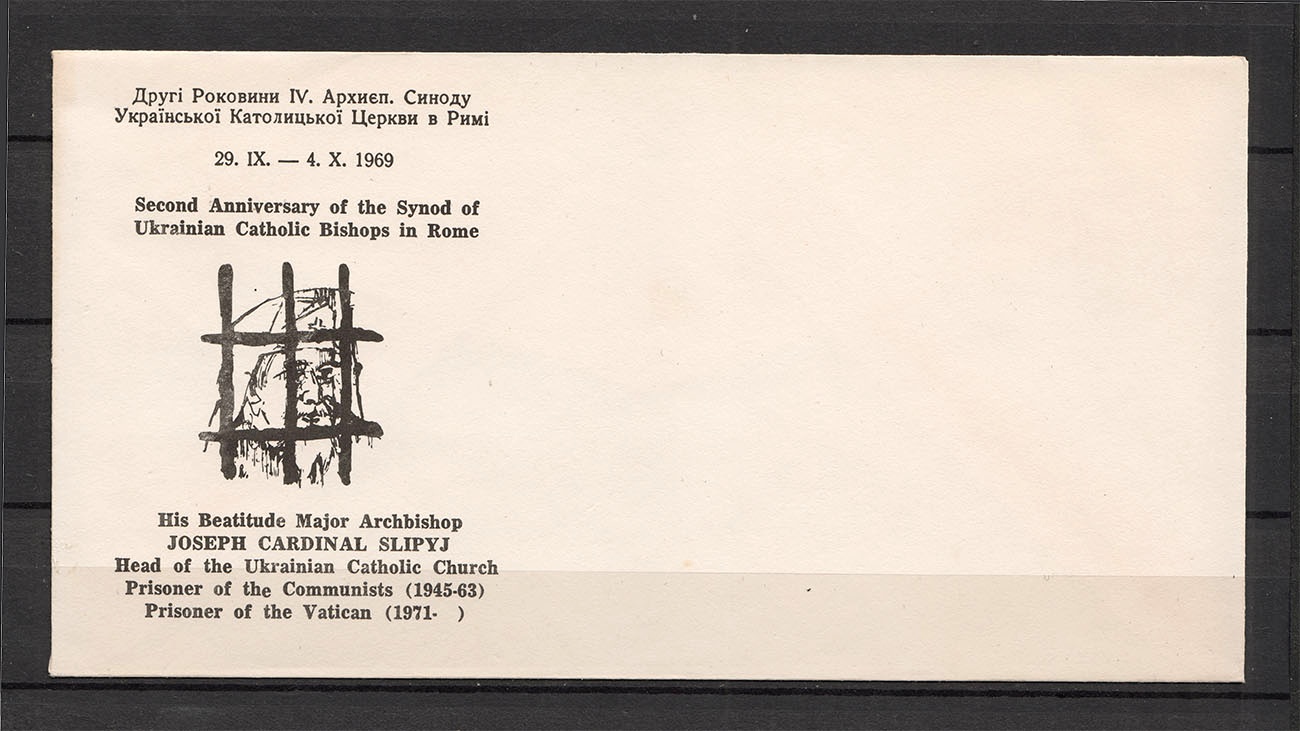 Другі Роковини IV. Архиєп. Синоду
Української Католицької Церкви в Римі
29. IX. — 4. X. 1969
Second Anniversary of the Synod of
Ukrainian Catholic Bishops in Rome
His Beatitude Major Archbishop
JOSEPH CARDINAL SLIPYJ
Head of the Ukrainian Catholic Church
Prisoner of the Communists (1945-63)
Prisoner of the Vatican (1971- )